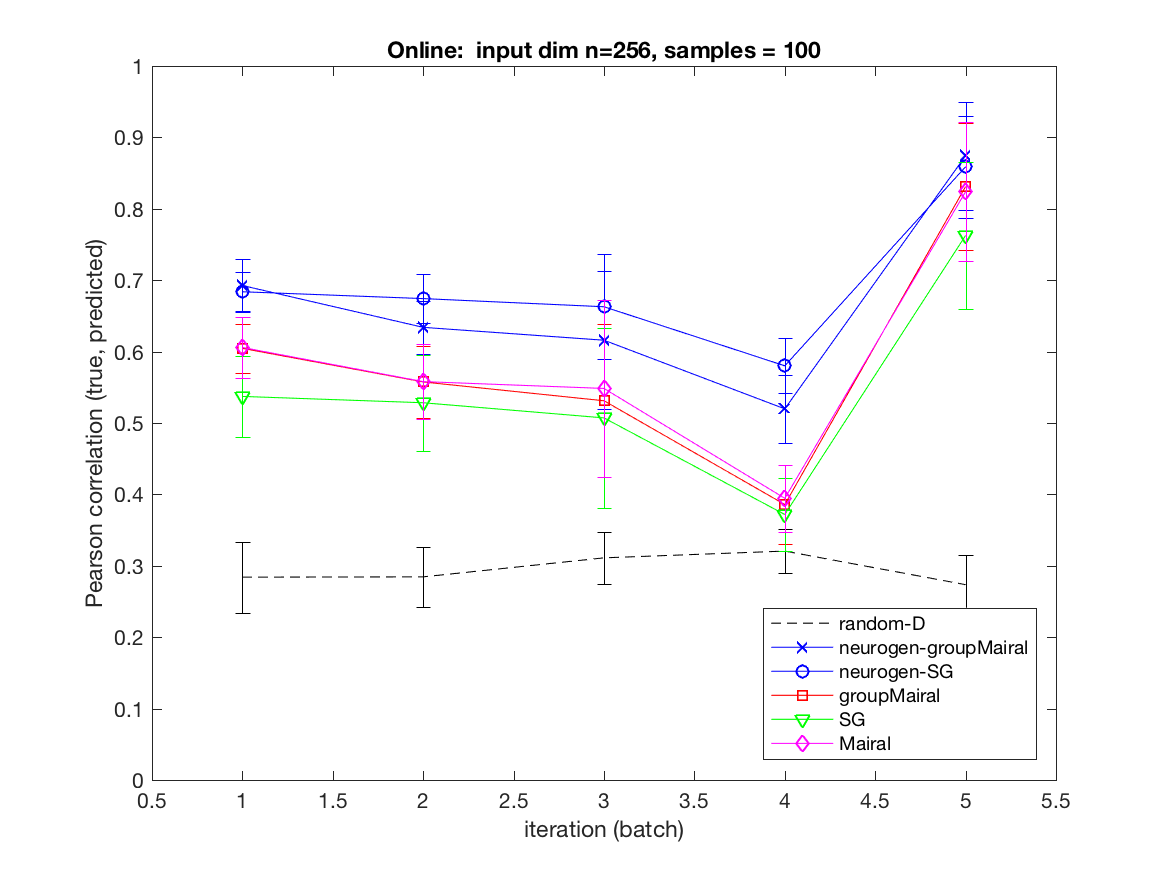 Online:  input dim n=256, samples = 100
1
0.9
0.8
0.7
0.6
0.5
0.4
0.3
0.2
0.1
0
Pearson correlation (true, predicted)
random-D
neurogen-groupMairal
neurogen-SG
groupMairal
SG
Mairal
0.5 1 1.5 2 2.5 3 3.5 4 4.5 5 5.5
iteration (batch)